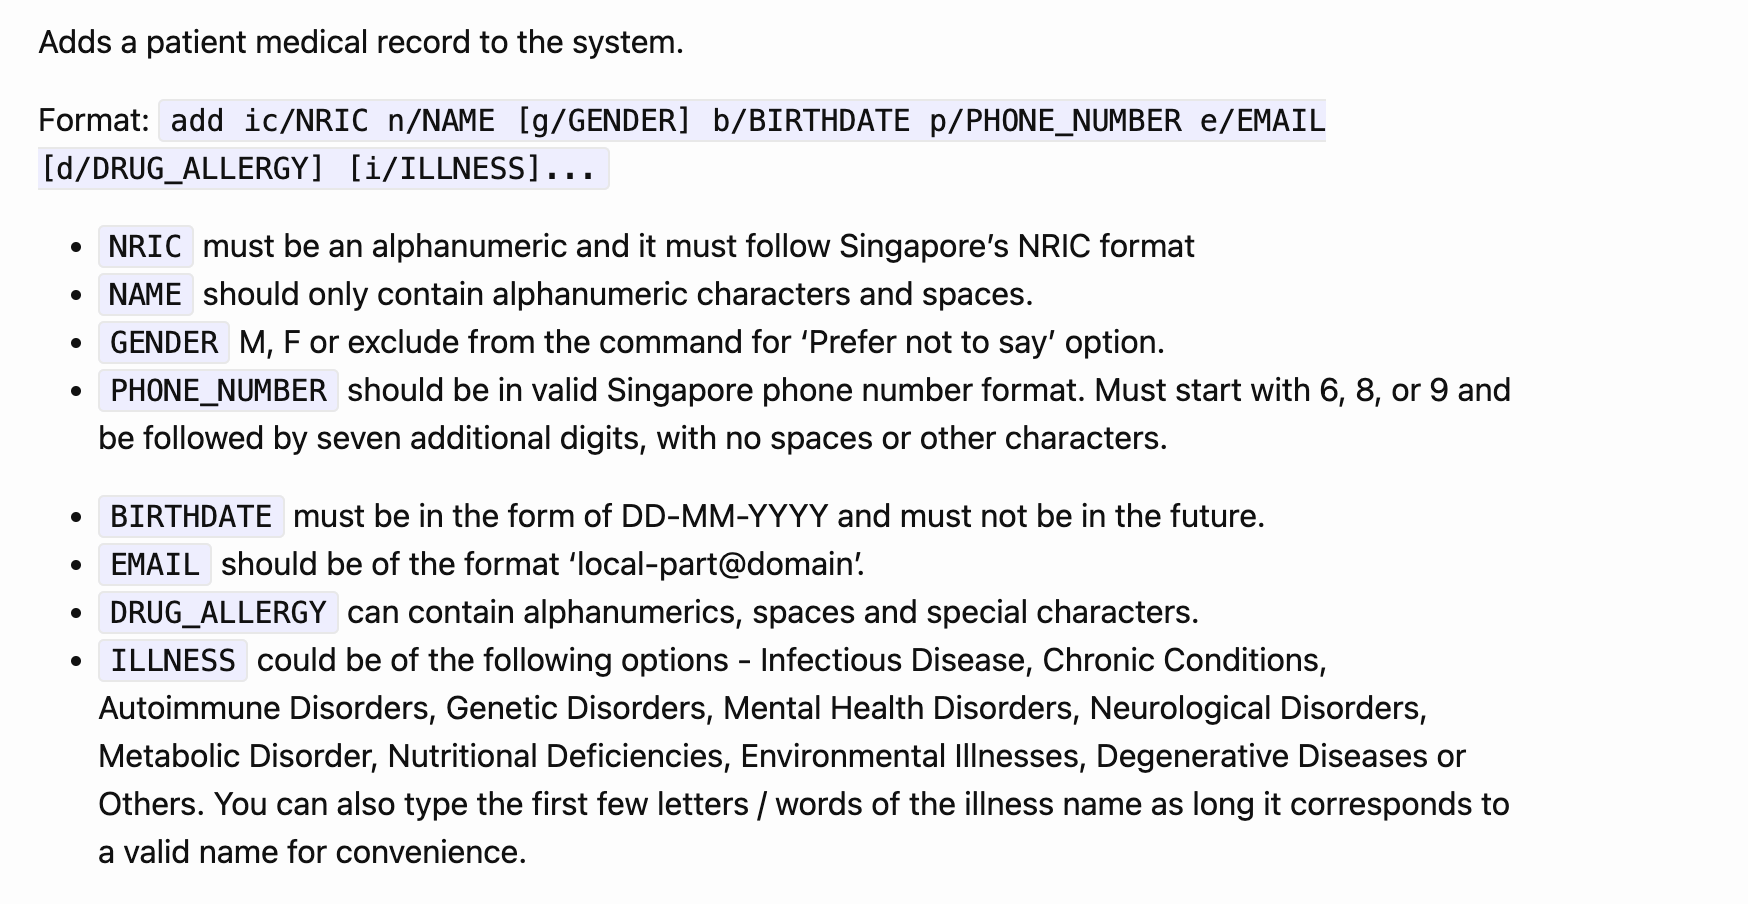 Adds a patient medical record to the system.
Format: add ic/NRIC n/NAME [g/GENDER] b/BIRTHDATE p/PHONE_NUMBER e/EMAIL
[d/DRUG_ALLERGY] [i/ILLNESS]...
• NRIC must be an alphanumeric and it must follow Singapore’s NRIC format
• NAME should only contain alphanumeric characters and spaces.
• GENDER M, F or exclude from the command for ‘Prefer not to say’ option.
• PHONE_NUMBER should be in valid Singapore phone number format. Must start with 6, 8, or 9 and
be followed by seven additional digits, with no spaces or other characters.
• BIRTHDATE must be in the form of DD-MM-YYYY and must not be in the future.
• EMAIL should be of the format ‘local-part@domain’.
• DRUG_ALLERGY can contain alphanumerics, spaces and special characters.
• ILLNESS could be of the following options - Infectious Disease, Chronic Conditions,
Autoimmune Disorders, Genetic Disorders, Mental Health Disorders, Neurological Disorders,
Metabolic Disorder, Nutritional Deficiencies, Environmental Illnesses, Degenerative Diseases or
Others. You can also type the first few letters / words of the illness name as long it corresponds to
a valid name for convenience.